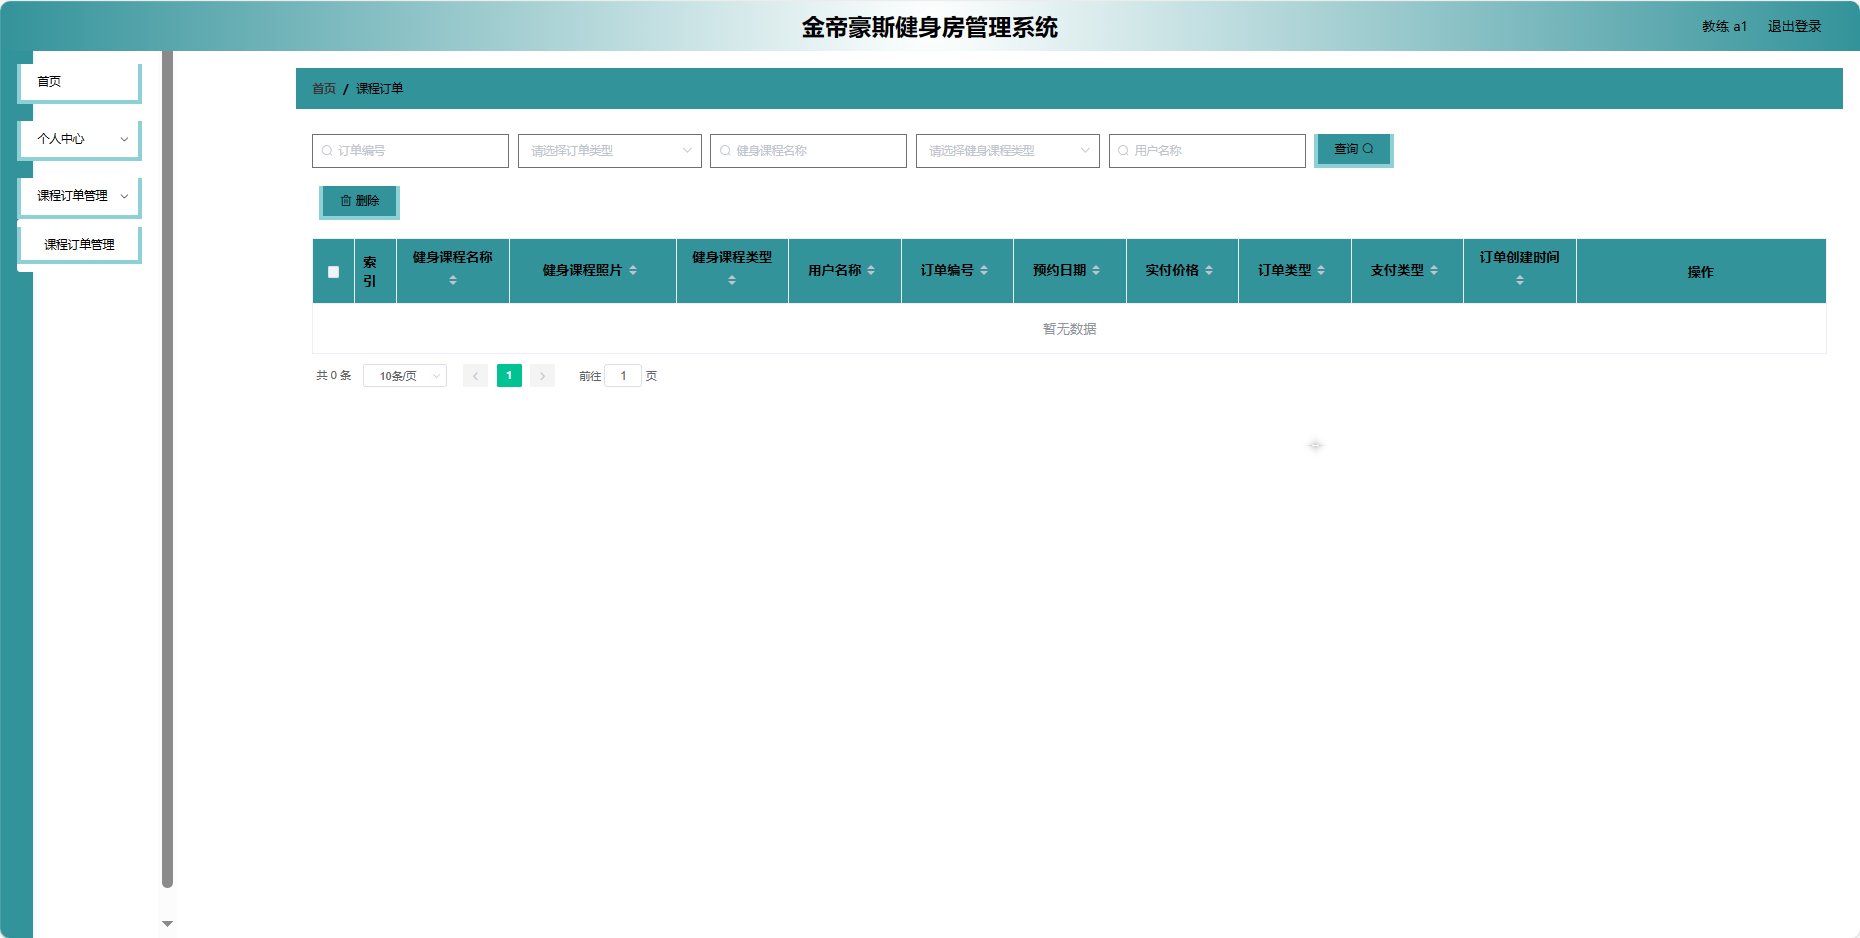 金帝豪斯健身房管理系统
教练 a1 退出登录
首页
个人中心
课程订单管理
课程订单管理
首页 / 课程订单
订单编号 请选择订单类型 健身课程名称 请选择健身课程类型 用户名称 查询
删除
索引 健身课程名称 健身课程照片 健身课程类型 用户名称 订单编号 预约日期 实付价格 订单类型 支付类型 订单创建时间 操作
暂无数据
共 0 条 10条/页 1 前往 1 页